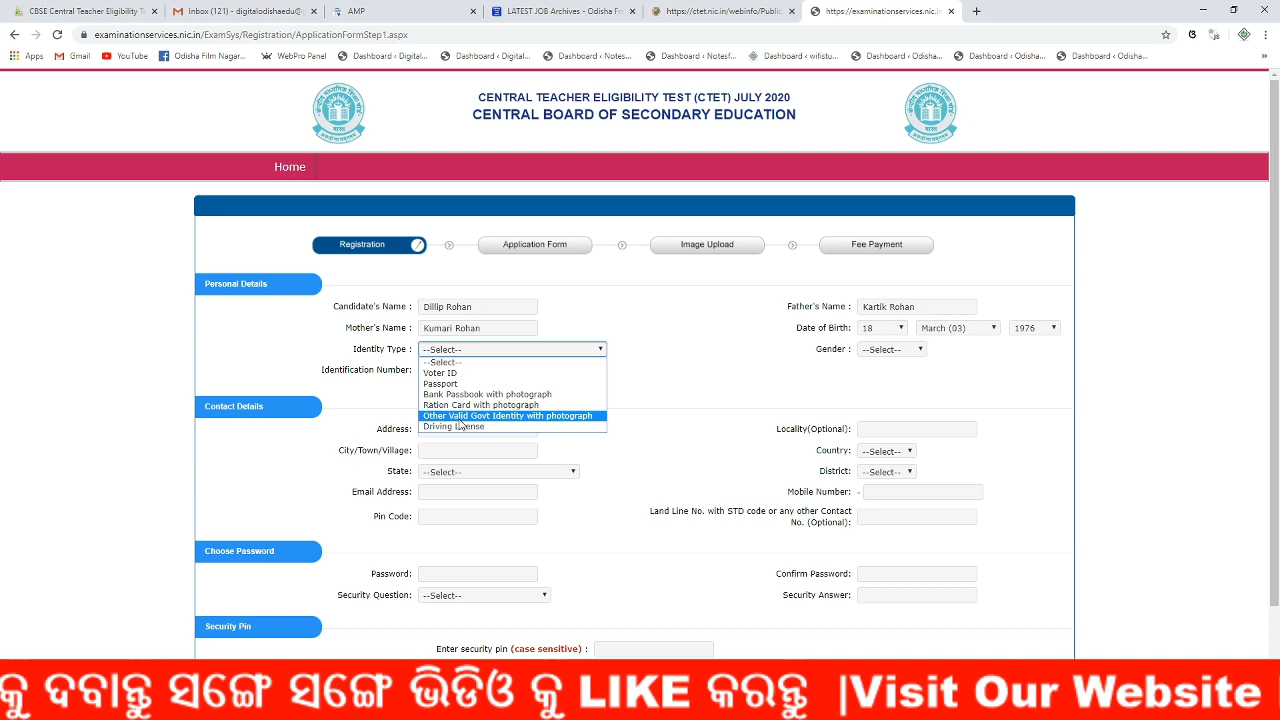 CBSE Central Teacher Eligibility T
Inbox (121) - digitalodishaedu@g
AMP
LATEST JOB Archives - Odisha Fr
https://ctet.nic.in/webinfo/Public
https://examinationservices.nic.in
examinationservices.nic.in/ExamSys/Registration/ApplicationFormStep1.aspx
Apps
Gmail
YouTube
Odisha Film Nagar...
WebPro Panel
Dashboard ‹ Digital...
Dashboard ‹ Digital...
Dashboard ‹ Notes...
Dashboard ‹ Notesf...
Dashboard ‹ wifistu...
Dashboard ‹ Odisha...
Dashboard ‹ Odisha...
Dashboard ‹ Odisha...
CENTRAL TEACHER ELIGIBILITY TEST (CTET) JULY 2020
CENTRAL BOARD OF SECONDARY EDUCATION
Home
Registration
Application Form
Image Upload
Fee Payment
Personal Details
Candidate's Name : Dillip Rohan
Father's Name : Kartik Rohan
Mother's Name : Kumari Rohan
Date of Birth: 18 March (03) 1976
Identity Type : --Select--
Gender : --Select--
--Select--
Voter ID
Identification Number:
Passport
Bank Passbook with photograph
Ration Card with photograph
Contact Details
Other Valid Govt Identity with photograph
Driving License
Address:
Locality(Optional):
City/Town/Village:
Country: --Select--
State: --Select--
District: --Select--
Email Address:
Mobile Number: -
Pin Code:
Land Line No. with STD code or any other Contact
No. (Optional):
Choose Password
Password:
Confirm Password:
Security Question: --Select--
Security Answer:
Security Pin
Enter security pin (case sensitive) :
କୁ ଦବାନ୍ତୁ ସଙ୍ଗେ ସଙ୍ଗେ ଭିଡିଓ କୁ LIKE କରନ୍ତୁ |Visit Our Website